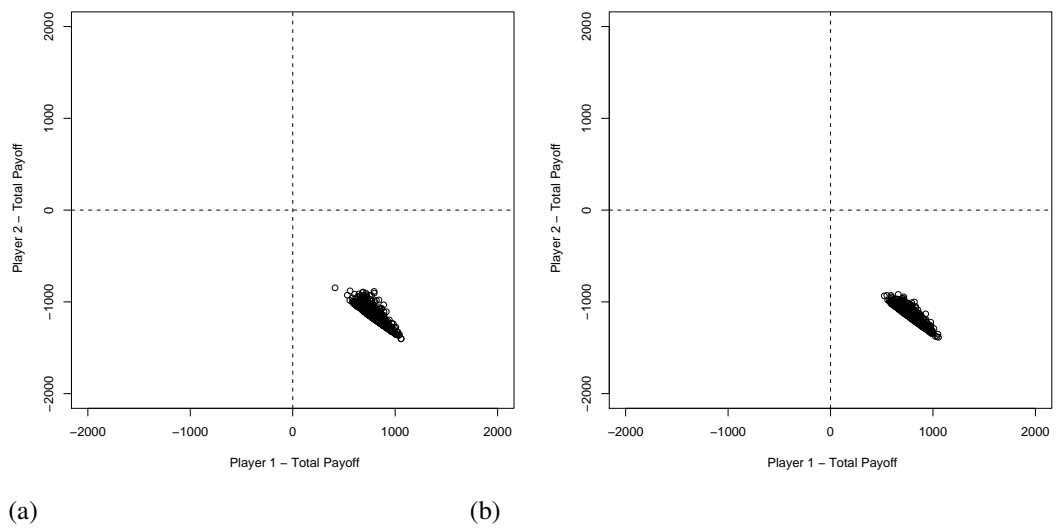 2000
1000
0
−1000
−2000
Player 2 − Total Payoff
−2000 −1000 0 1000 2000
Player 1 − Total Payoff
(a)
2000
1000
0
−1000
−2000
Player 2 − Total Payoff
−2000 −1000 0 1000 2000
Player 1 − Total Payoff
(b)